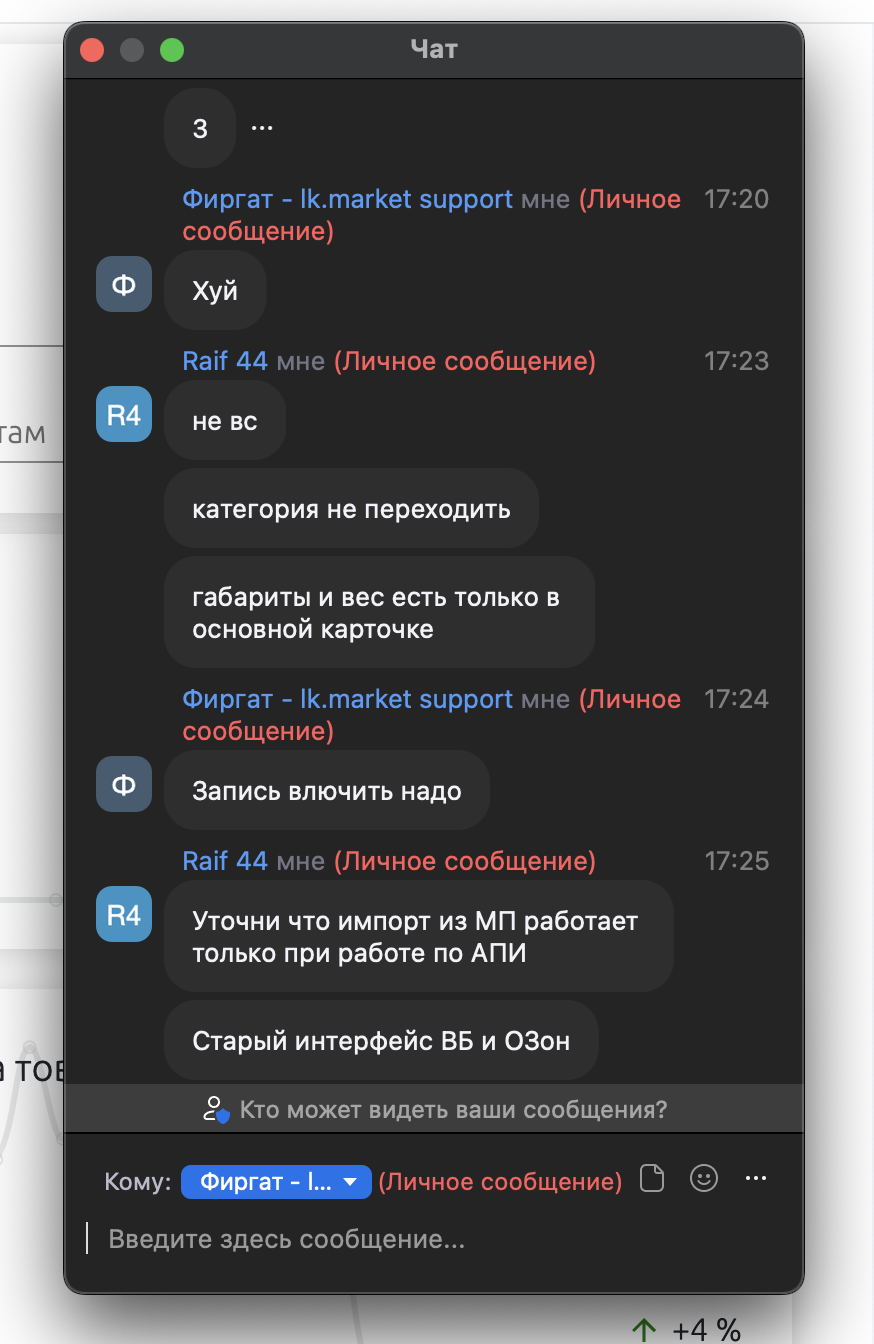 Чат
3 ...
Фиргат - lk.market support мне (Личное 17:20
сообщение)
Ф
Хуй
Raif 44 мне (Личное сообщение) 17:23
R4
не вс
там
категория не переходить
габариты и вес есть только в
основной карточке
Фиргат - lk.market support мне (Личное 17:24
сообщение)
Ф
Запись влючить надо
Raif 44 мне (Личное сообщение) 17:25
R4
Уточни что импорт из МП работает
только при работе по АПИ
Старый интерфейс ВБ и ОЗон
а тов
Кто может видеть ваши сообщения?
Кому: Фиргат - l... (Личное сообщение) ...
Введите здесь сообщение...
+4 %